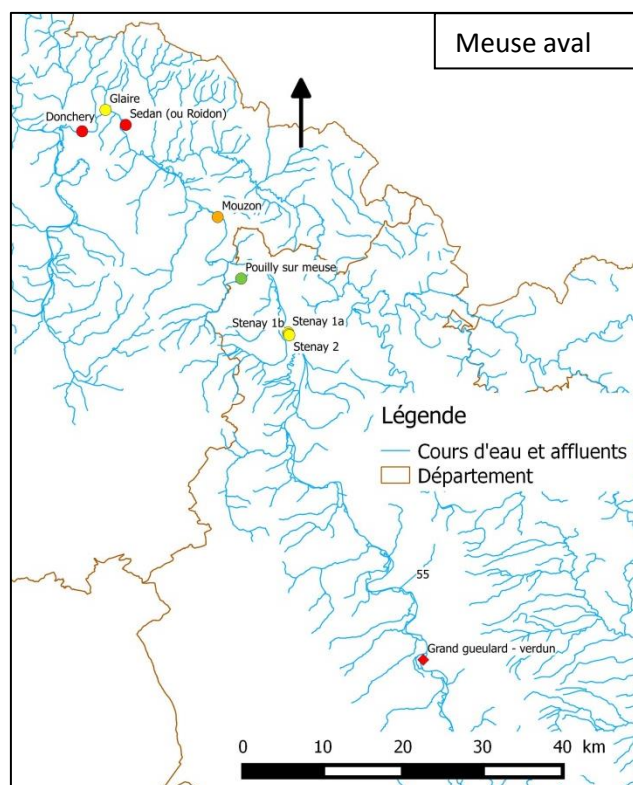 Meuse aval
Glaire
Donchery
Sedan (ou Roidon)
Mouzon
Pouilly sur meuse
Stenay 1b
Stenay 1a
Stenay 2
Légende
Cours d'eau et affluents
Département
55
Grand gueulard - verdun
0 10 20 30 40 km